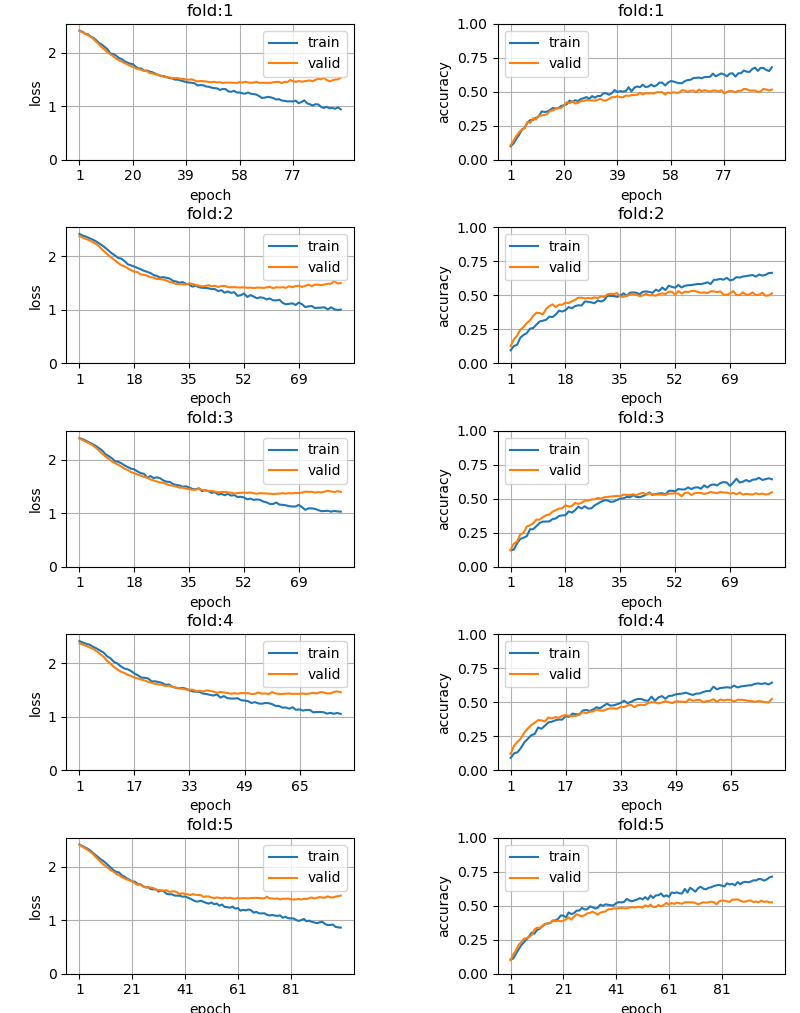 fold:1
2
1
0
loss
train
valid
1 20 39 58 77
epoch
fold:1
1.00
0.75
0.50
0.25
0.00
accuracy
train
valid
1 20 39 58 77
epoch
fold:2
2
1
0
loss
train
valid
1 18 35 52 69
epoch
fold:2
1.00
0.75
0.50
0.25
0.00
accuracy
train
valid
1 18 35 52 69
epoch
fold:3
2
1
0
loss
train
valid
1 18 35 52 69
epoch
fold:3
1.00
0.75
0.50
0.25
0.00
accuracy
train
valid
1 18 35 52 69
epoch
fold:4
2
1
0
loss
train
valid
1 17 33 49 65
epoch
fold:4
1.00
0.75
0.50
0.25
0.00
accuracy
train
valid
1 17 33 49 65
epoch
fold:5
2
1
0
loss
train
valid
1 21 41 61 81
epoch
fold:5
1.00
0.75
0.50
0.25
0.00
accuracy
train
valid
1 21 41 61 81
epoch